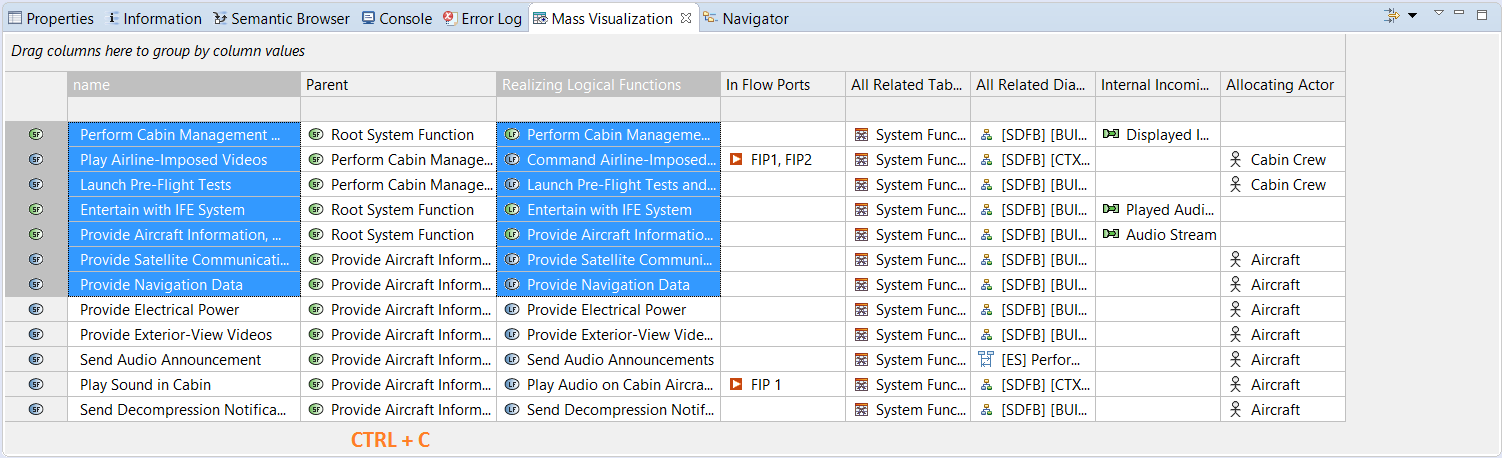 Properties Information Semantic Browser Console Error Log Mass Visualization Navigator
Drag columns here to group by column values
name Parent Realizing Logical Functions In Flow Ports All Related Tab... All Related Dia... Internal Incomi... Allocating Actor
SF Perform Cabin Management ... SF Root System Function LF Perform Cabin Manageme... System Func... [SDFB] [BUI... Displayed I...
SF Play Airline-Imposed Videos SF Perform Cabin Manage... LF Command Airline-Imposed... FIP1, FIP2 System Func... [SDFB] [CTX... Cabin Crew
SF Launch Pre-Flight Tests SF Perform Cabin Manage... LF Launch Pre-Flight Tests and... System Func... [SDFB] [BUI... Cabin Crew
SF Entertain with IFE System SF Root System Function LF Entertain with IFE System System Func... [SDFB] [BUI... Played Audi...
SF Provide Aircraft Information, ... SF Root System Function LF Provide Aircraft Informatio... System Func... [SDFB] [BUI... Audio Stream
SF Provide Satellite Communicati... SF Provide Aircraft Inform... LF Provide Satellite Communi... System Func... [SDFB] [BUI... Aircraft
SF Provide Navigation Data SF Provide Aircraft Inform... LF Provide Navigation Data System Func... [SDFB] [BUI... Aircraft
SF Provide Electrical Power SF Provide Aircraft Inform... LF Provide Electrical Power System Func... [SDFB] [BUI... Aircraft
SF Provide Exterior-View Videos SF Provide Aircraft Inform... LF Provide Exterior-View Vide... System Func... [SDFB] [BUI... Aircraft
SF Send Audio Announcement SF Provide Aircraft Inform... LF Send Audio Announcements System Func... [ES] Perfor... Aircraft
SF Play Sound in Cabin SF Provide Aircraft Inform... LF Play Audio on Cabin Aircra... FIP 1 System Func... [SDFB] [CTX... Aircraft
SF Send Decompression Notifica... SF Provide Aircraft Inform... LF Send Decompression Notif... System Func... [SDFB] [BUI... Aircraft
CTRL + C